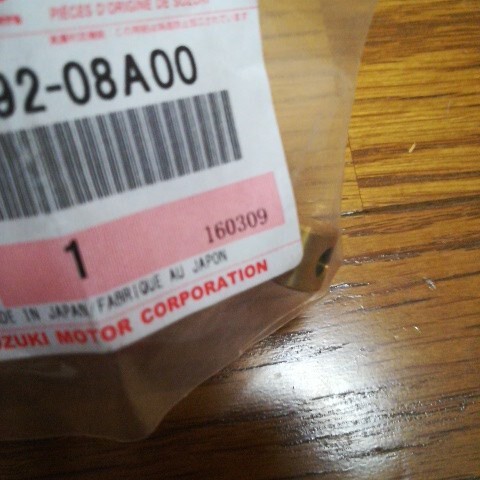 PIÈCES D'ORIGINE DE SUZUKI
92-08A00
1
160309
DE IN JAPAN/FABRIQUE AU JAPON
ZUKI MOTOR CORPORATION